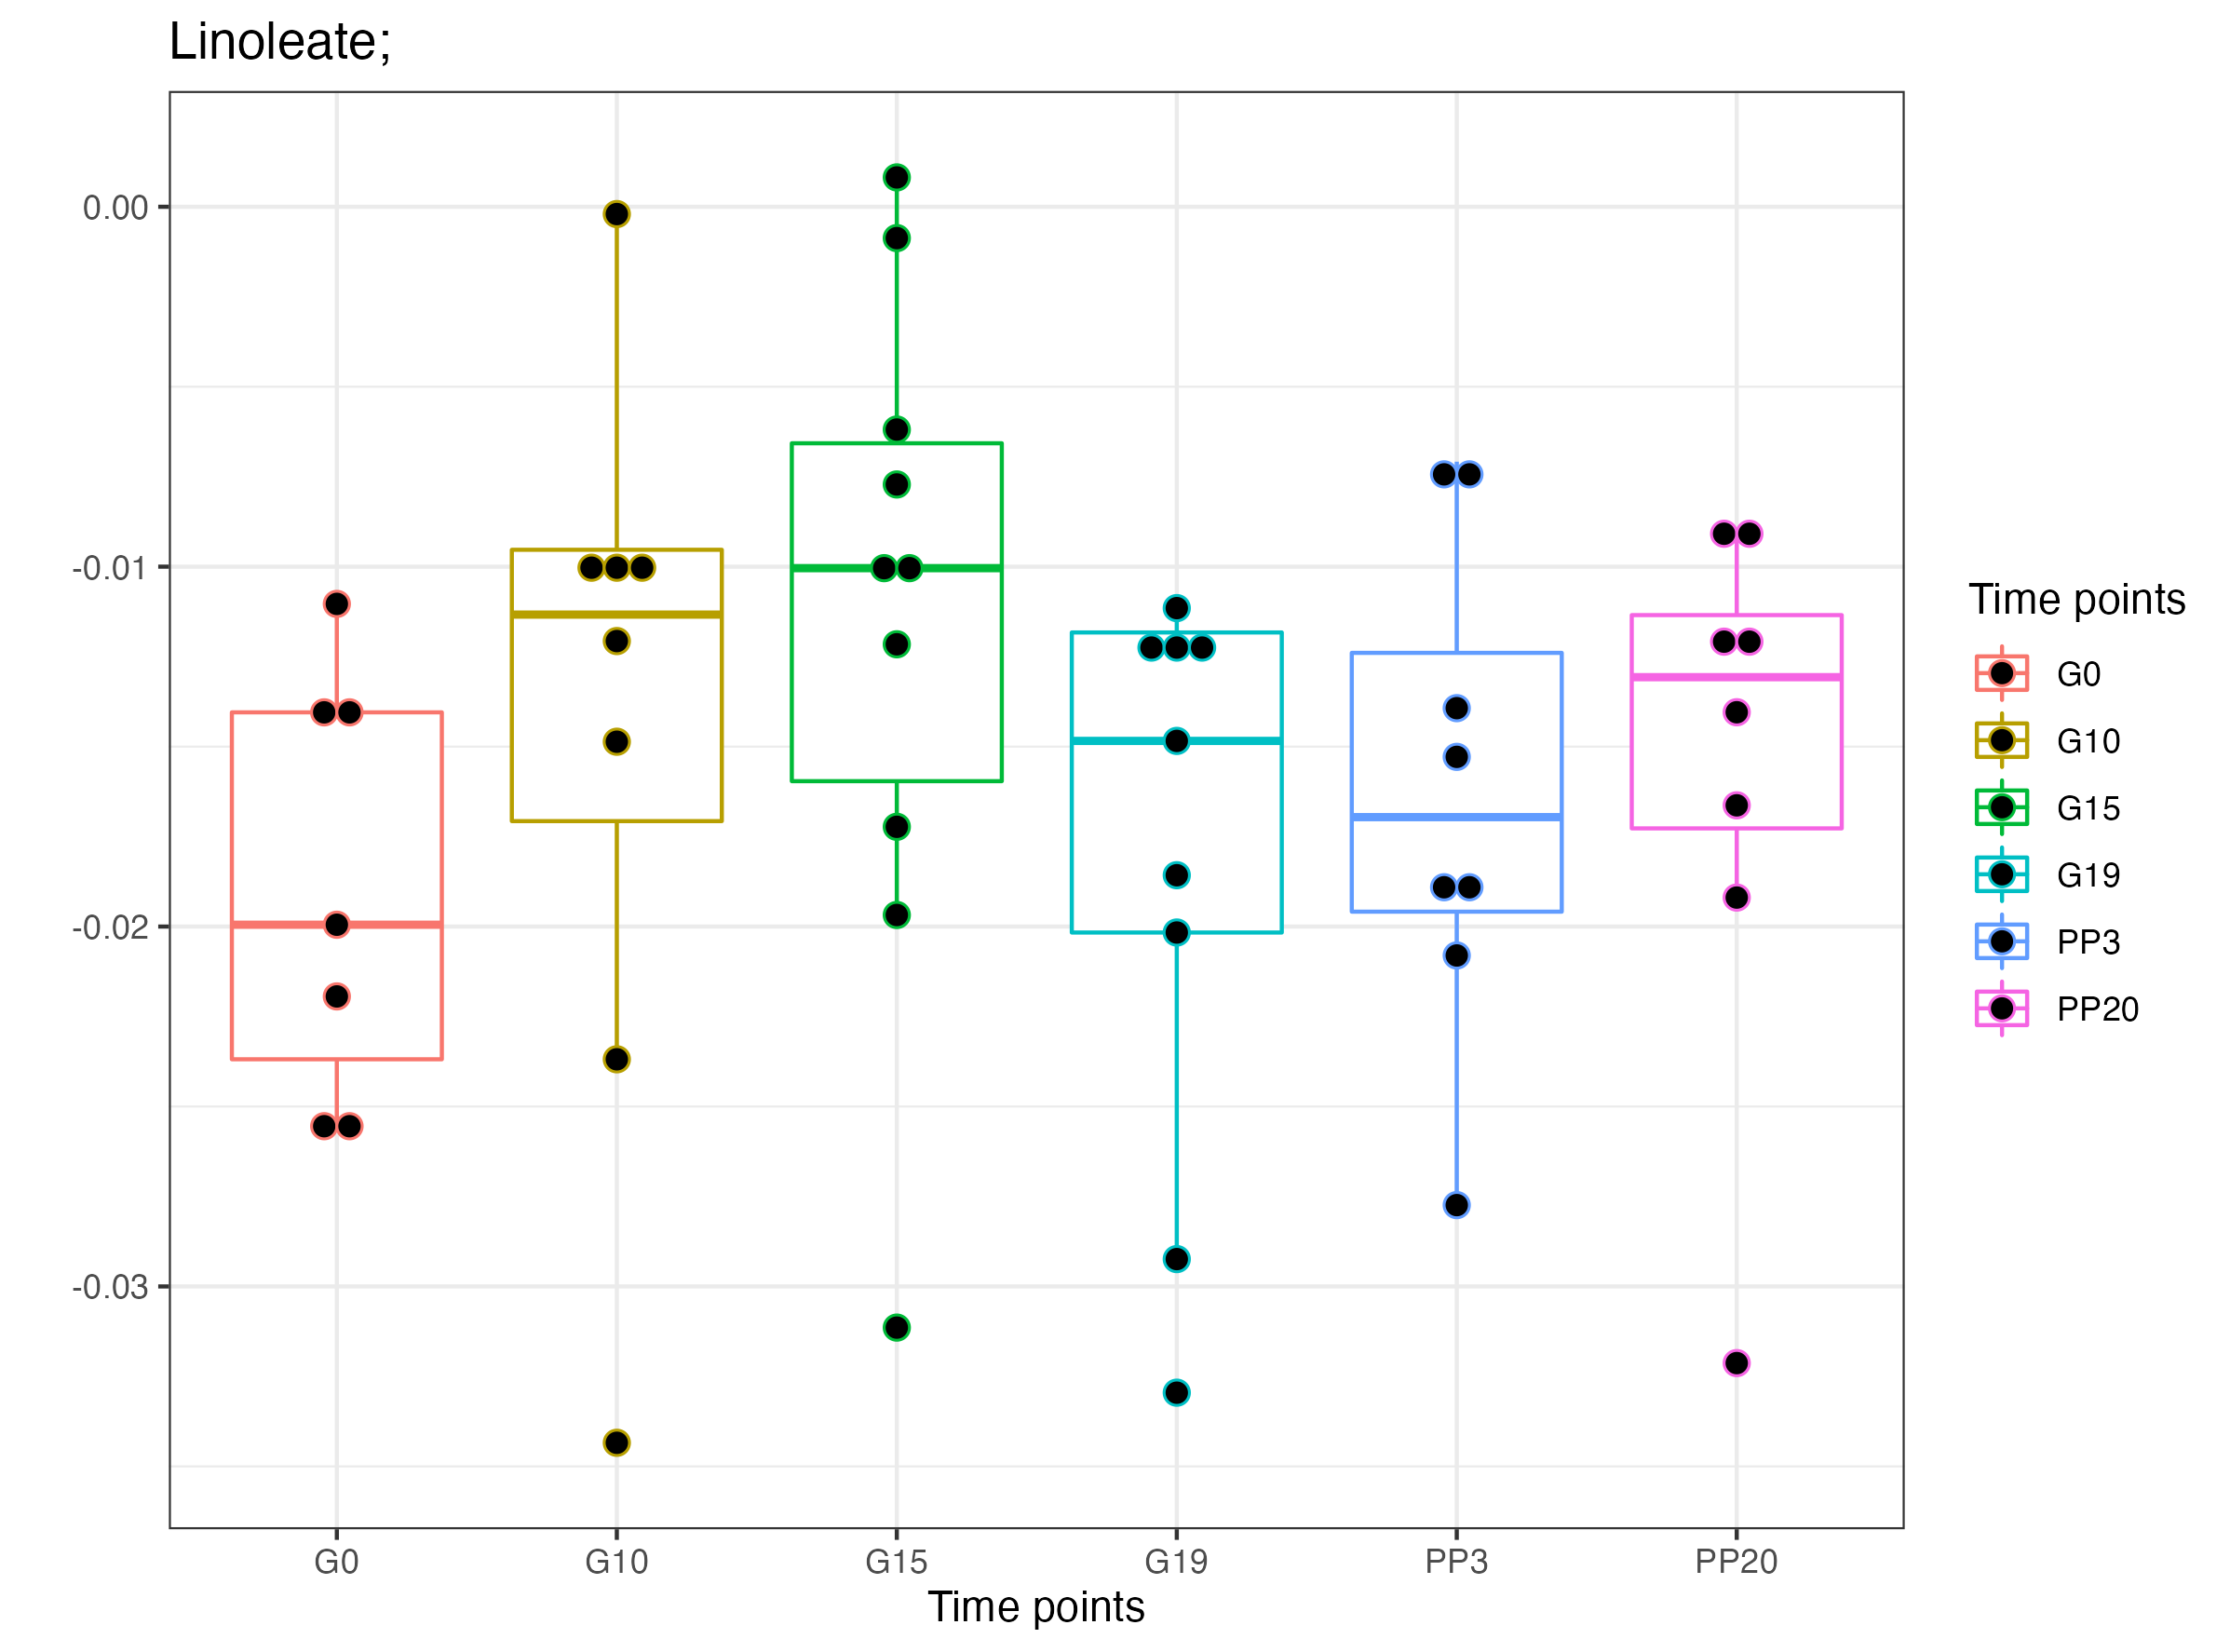 Linoleate;
0.00
-0.01
-0.02
-0.03
G0 G10 G15 G19 PP3 PP20
Time points
Time points
G0
G10
G15
G19
PP3
PP20